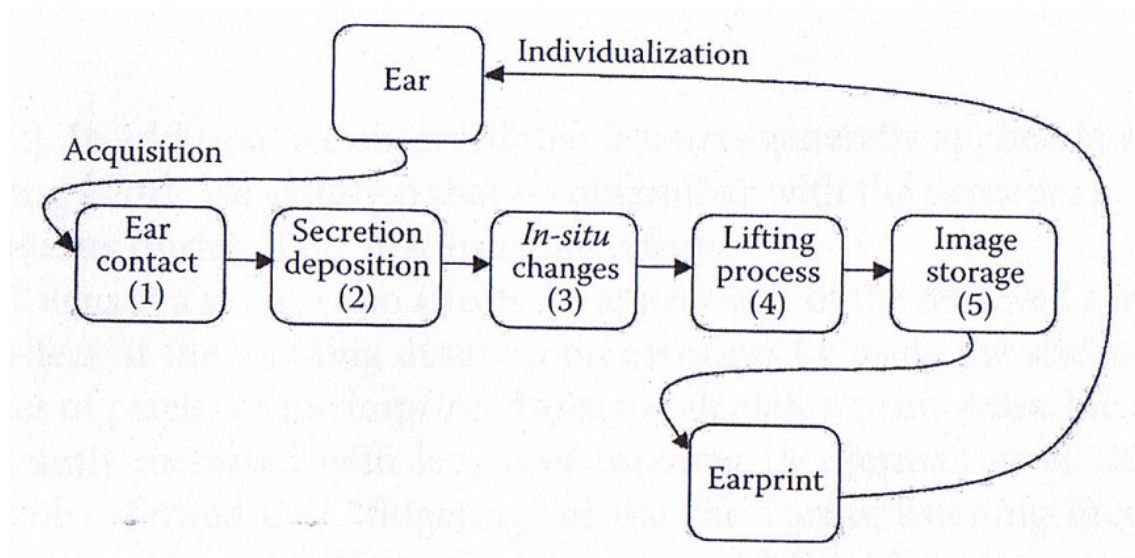 Individualization
Ear
Acquisition
Ear
contact
(1)
Secretion
deposition
(2)
In-situ
changes
(3)
Lifting
process
(4)
Image
storage
(5)
Earprint